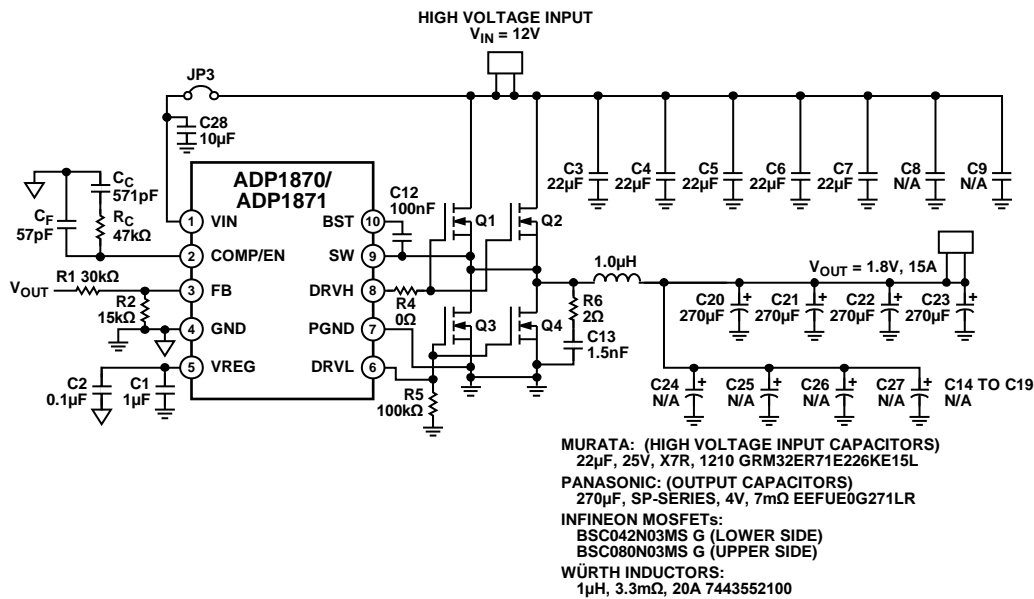 HIGH VOLTAGE INPUT
VIN = 12V
JP3
C28
10µF
ADP1870/
ADP1871
CC
571pF
CF
57pF
RC
47kΩ
1
VIN
2
COMP/EN
3
FB
4
GND
5
VREG
BST
10
SW
9
DRVH
8
PGND
7
DRVL
6
C12
100nF
VOUT
R1 30kΩ
R2
15kΩ
C2
0.1µF
C1
1µF
R4
0Ω
R5
100kΩ
Q1
Q2
Q3
Q4
1.0µH
R6
2Ω
C13
1.5nF
C3
22µF
C4
22µF
C5
22µF
C6
22µF
C7
22µF
C8
N/A
C9
N/A
VOUT = 1.8V, 15A
C20
270µF
+
C21
270µF
+
C22
270µF
+
C23
270µF
+
C24
N/A
+
C25
N/A
+
C26
N/A
+
C27
N/A
+
C14 TO C19
N/A
MURATA: (HIGH VOLTAGE INPUT CAPACITORS)
22µF, 25V, X7R, 1210 GRM32ER71E226KE15L
PANASONIC: (OUTPUT CAPACITORS)
270µF, SP-SERIES, 4V, 7mΩ EEFUE0G271LR
INFINEON MOSFETs:
BSC042N03MS G (LOWER SIDE)
BSC080N03MS G (UPPER SIDE)
WÜRTH INDUCTORS:
1µH, 3.3mΩ, 20A 7443552100